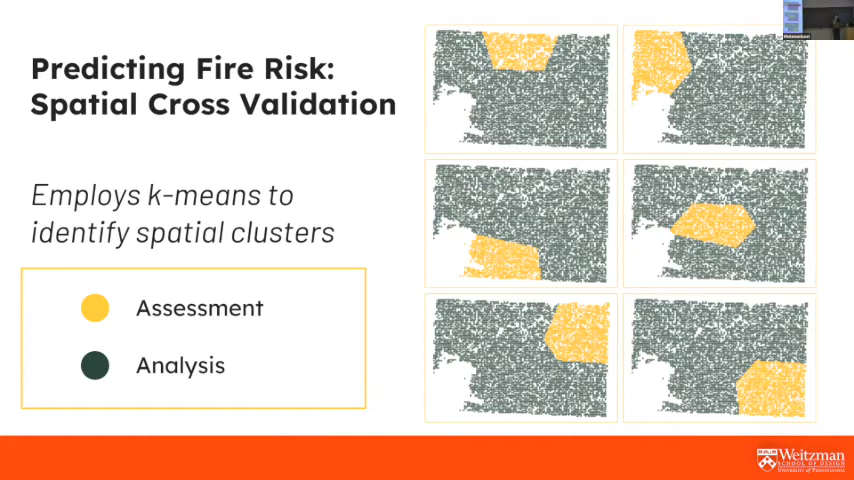 Predicting Fire Risk:
Spatial Cross Validation
Employs k-means to
identify spatial clusters
Assessment
Analysis
Weitzman
SCHOOL OF DESIGN
UNIVERSITY OF PENNSYLVANIA